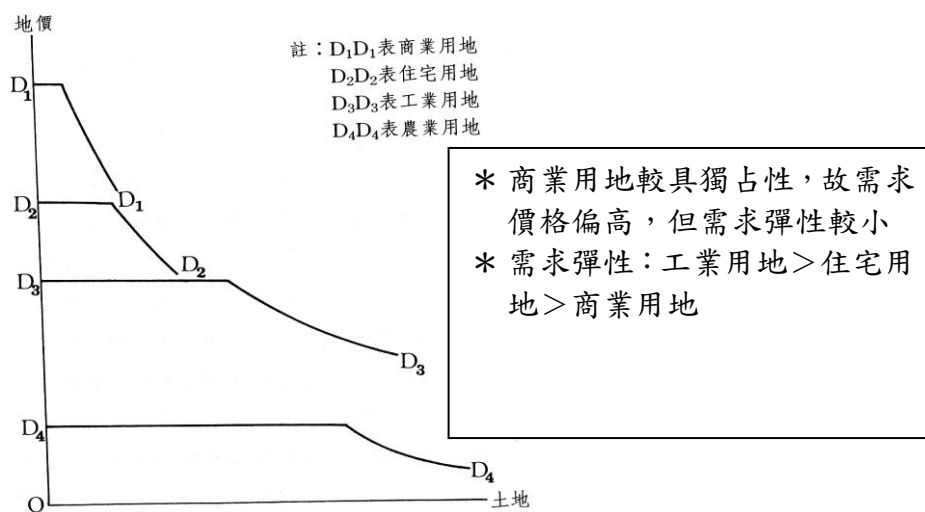 地價
註：D₁D₁表商業用地
D₂D₂表住宅用地
D₃D₃表工業用地
D₄D₄表農業用地
D₁
D₁
D₂
D₂
D₃
D₃
D₄
D₄
O
土地
＊ 商業用地較具獨占性，故需求
價格偏高，但需求彈性較小
＊ 需求彈性：工業用地＞住宅用
地＞商業用地